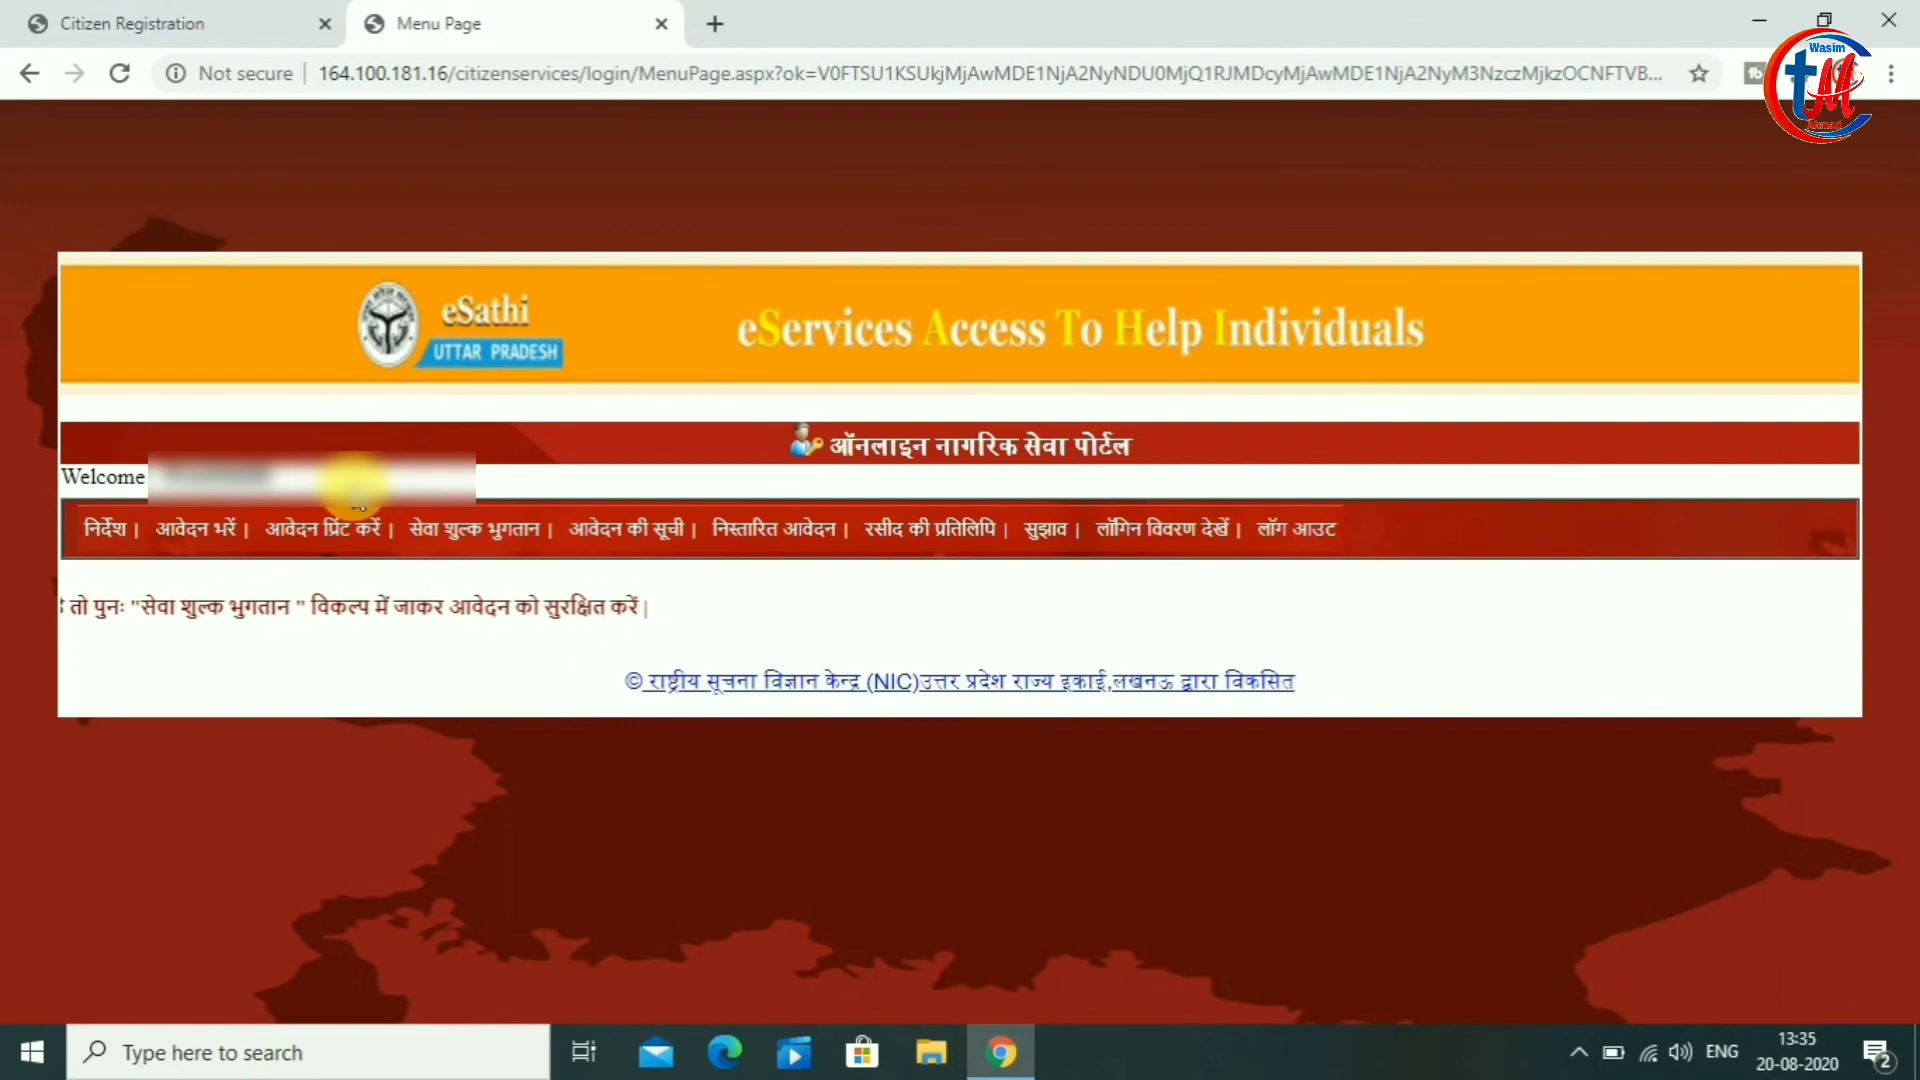 Citizen Registration
Menu Page
Not secure
164.100.181.16/citizenservices/login/MenuPage.aspx?ok=V0FTSU1KSUkjMjAwMDE1NjA2NyNDU0MjQ1RJMDcyMjAwMDE1NjA2NyM3NzczMjkzOCNFTVB...
Wasim
tM
Ahmad
eSathi
UTTAR PRADESH
eServices Access To Help Individuals
ऑनलाइन नागरिक सेवा पोर्टल
Welcome
निर्देश | आवेदन भरें | आवेदन प्रिंट करें | सेवा शुल्क भुगतान | आवेदन की सूची | निस्तारित आवेदन | रसीद की प्रतिलिपि | सुझाव | लॉगिन विवरण देखें | लॉग आउट
तो पुनः "सेवा शुल्क भुगतान " विकल्प में जाकर आवेदन को सुरक्षित करें |
© राष्ट्रीय सूचना विज्ञान केन्द्र (NIC)उत्तर प्रदेश राज्य इकाई,लखनऊ द्वारा विकसित
Type here to search
ENG
13:35
20-08-2020
2